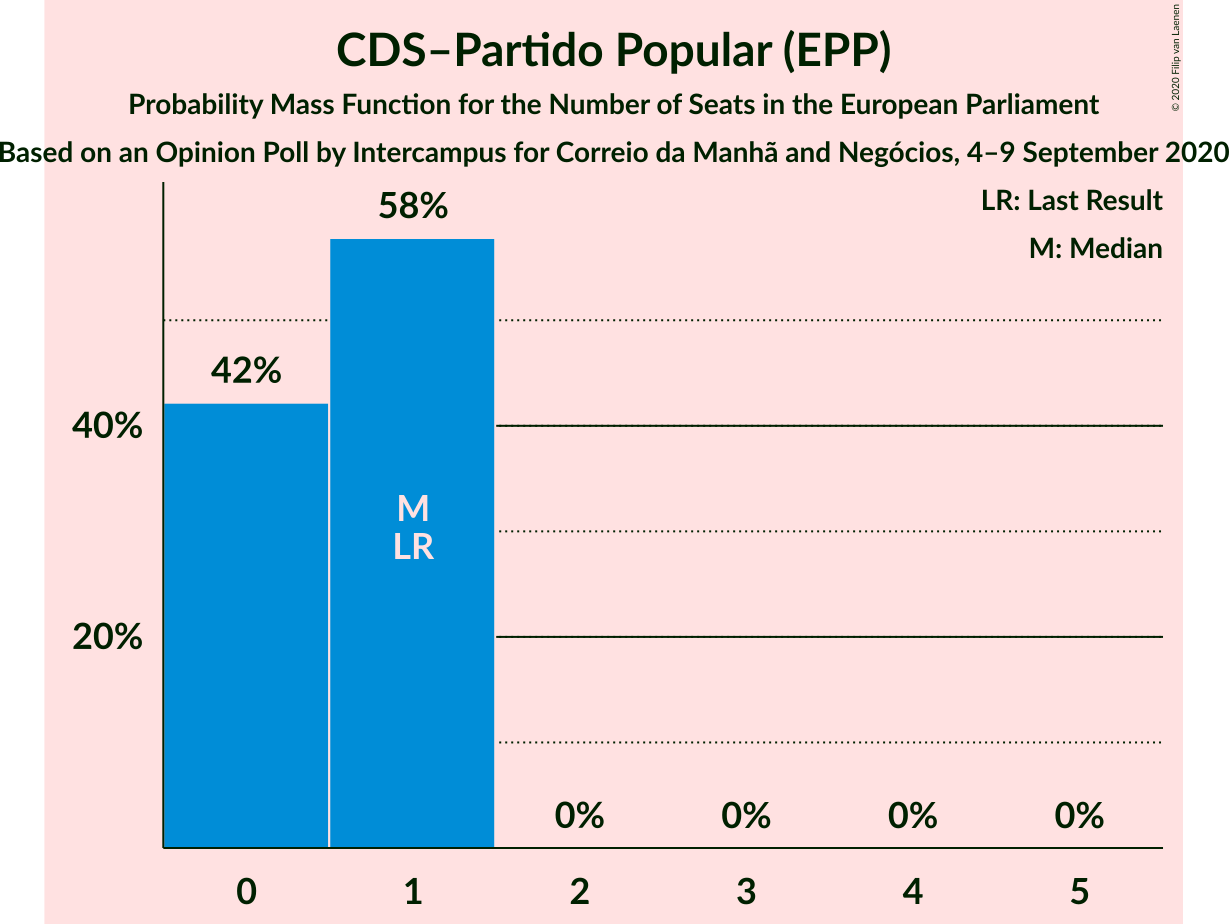 CDS–Partido Popular (EPP)
Probability Mass Function for the Number of Seats in the European Parliament
Based on an Opinion Poll by Intercampus for Correio da Manhã and Negócios, 4–9 September 2020
© 2020 Filip van Laenen
LR: Last Result
M: Median
58%
42%
40%
20%
M
LR
0% 0% 0% 0%
0 1 2 3 4 5